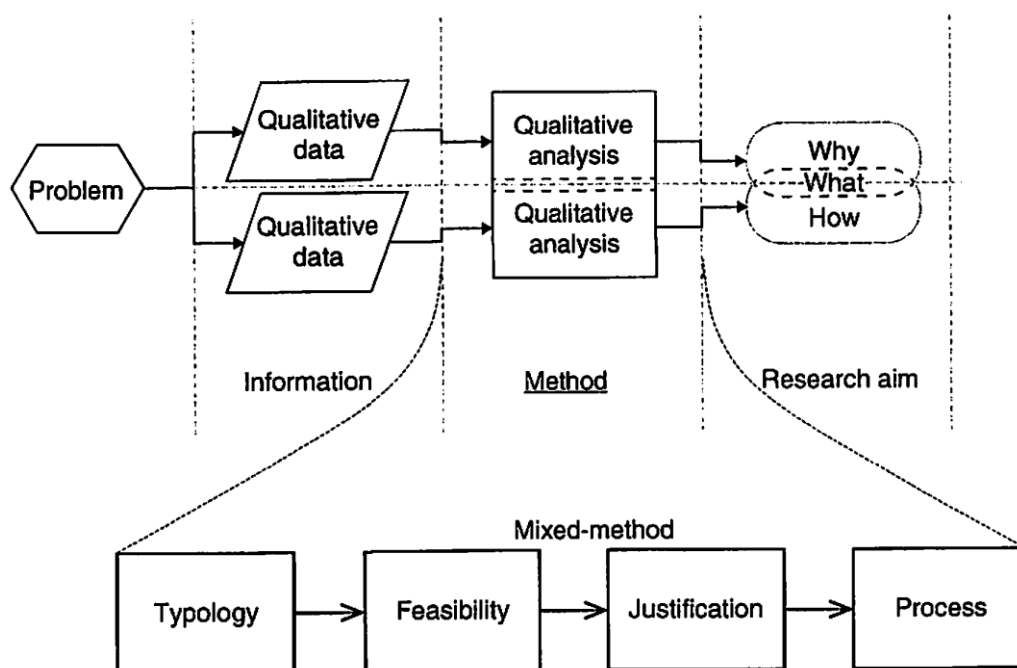 Problem
Qualitative
data
Qualitative
data
Qualitative
analysis
Qualitative
analysis
Why
What
How
Information
Method
Research aim
Mixed-method
Typology
Feasibility
Justification
Process